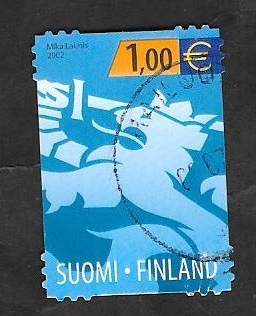 Mika Launis
2002
1,00 €
SUOMI • FINLAND